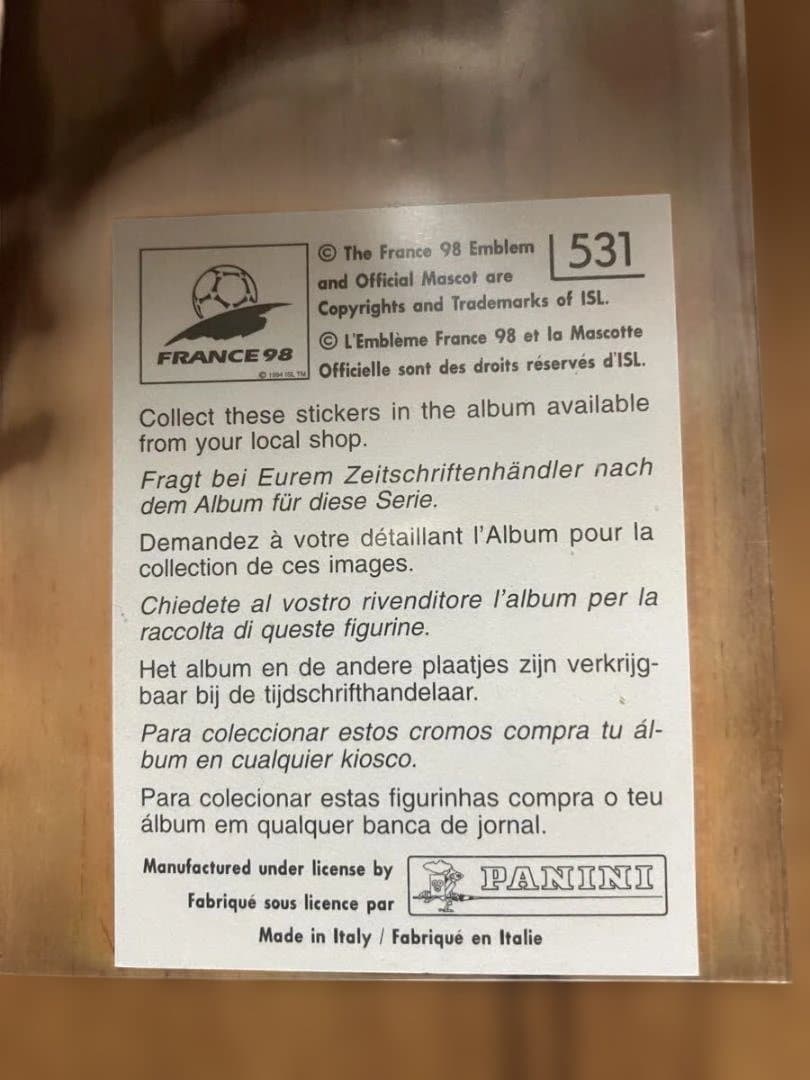 © The France 98 Emblem
and Official Mascot are
Copyrights and Trademarks of ISL.
531
© L'Emblème France 98 et la Mascotte
Officielle sont des droits réservés d'ISL.
FRANCE 98
© 1994 ISL TM
Collect these stickers in the album available
from your local shop.
Fragt bei Eurem Zeitschriftenhändler nach
dem Album für diese Serie.
Demandez à votre détaillant l'Album pour la
collection de ces images.
Chiedete al vostro rivenditore l'album per la
raccolta di queste figurine.
Het album en de andere plaatjes zijn verkrijg-
baar bij de tijdschrifthandelaar.
Para coleccionar estos cromos compra tu ál-
bum en cualquier kiosco.
Para colecionar estas figurinhas compra o teu
álbum em qualquer banca de jornal.
Manufactured under license by
Fabriqué sous licence par
PANINI
Made in Italy / Fabriqué en Italie